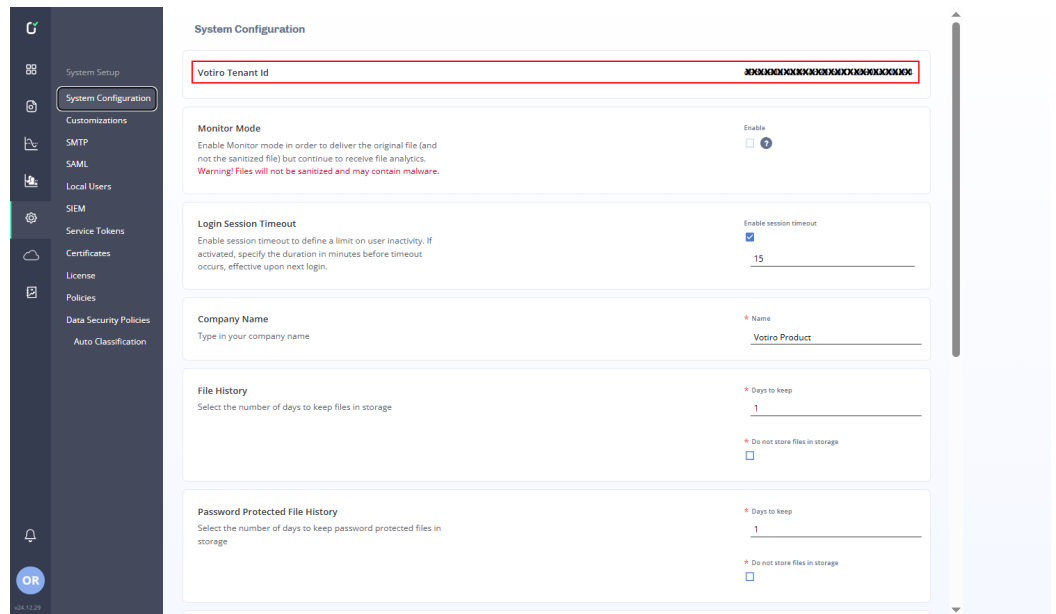 System Configuration
System Setup
System Configuration
Customizations
SMTP
SAML
Local Users
SIEM
Service Tokens
Certificates
License
Policies
Data Security Policies
Auto Classification
OR
v24.12.29
Votiro Tenant Id
Monitor Mode
Enable Monitor mode in order to deliver the original file (and
not the sanitized file) but continue to receive file analytics.
Warning! Files will not be sanitized and may contain malware.
Enable
?
Login Session Timeout
Enable session timeout to define a limit on user inactivity. If
activated, specify the duration in minutes before timeout
occurs, effective upon next login.
Enable session timeout
15
Company Name
Type in your company name
* Name
Votiro Product
File History
Select the number of days to keep files in storage
* Days to keep
1
* Do not store files in storage
Password Protected File History
Select the number of days to keep password protected files in
storage
* Days to keep
1
* Do not store files in storage